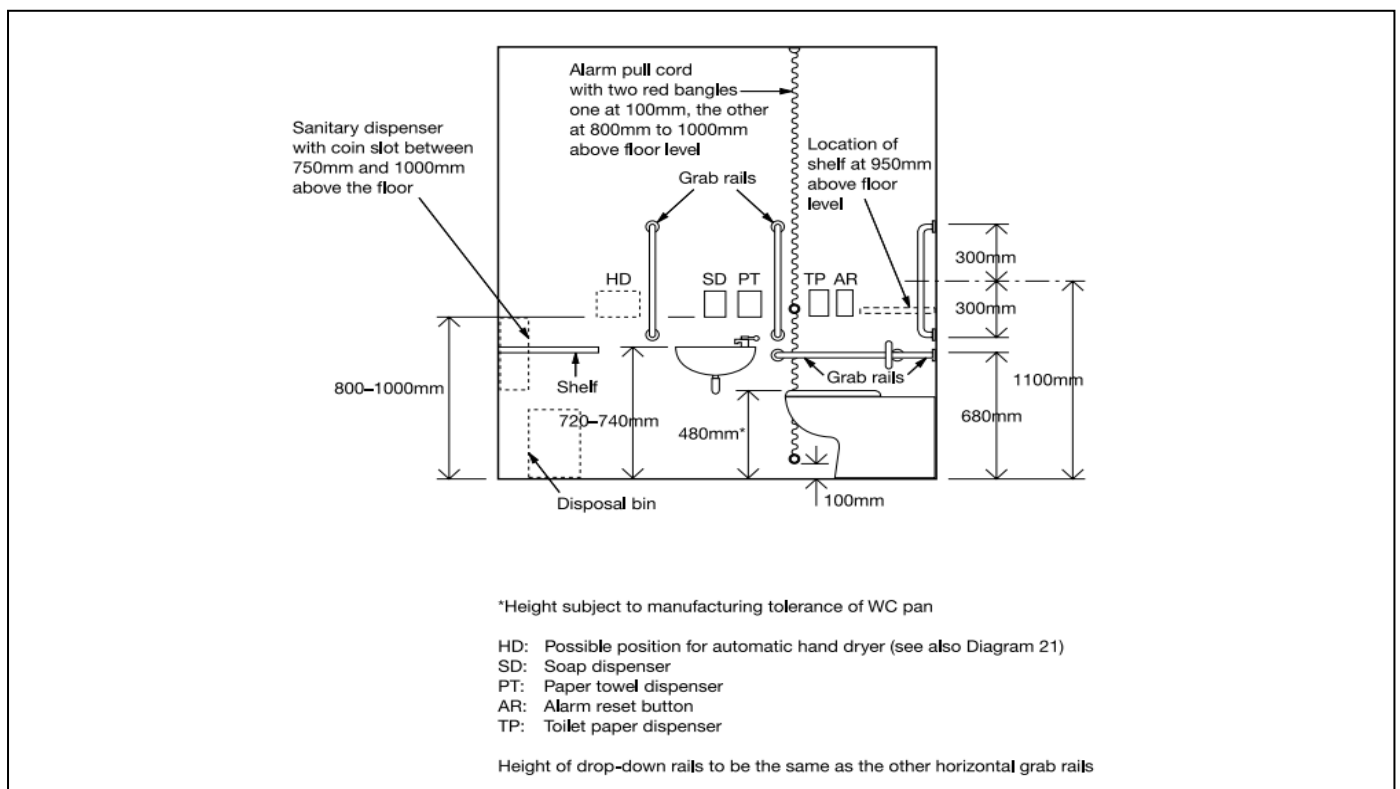 Alarm pull cord
with two red bangles
one at 100mm, the other
at 800mm to 1000mm
above floor level
Sanitary dispenser
with coin slot between
750mm and 1000mm
above the floor
Location of
shelf at 950mm
above floor
level
Grab rails
300mm
HD
SD
PT
TP
AR
300mm
Grab rails
1100mm
800–1000mm
Shelf
720–740mm
480mm*
680mm
100mm
Disposal bin
*Height subject to manufacturing tolerance of WC pan
HD: Possible position for automatic hand dryer (see also Diagram 21)
SD: Soap dispenser
PT: Paper towel dispenser
AR: Alarm reset button
TP: Toilet paper dispenser
Height of drop-down rails to be the same as the other horizontal grab rails